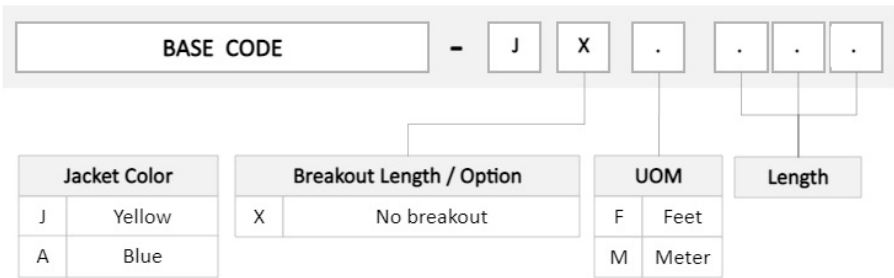 BASE CODE - J X . . . .
Jacket Color
J Yellow
A Blue
Breakout Length / Option
X No breakout
UOM
F Feet
M Meter
Length